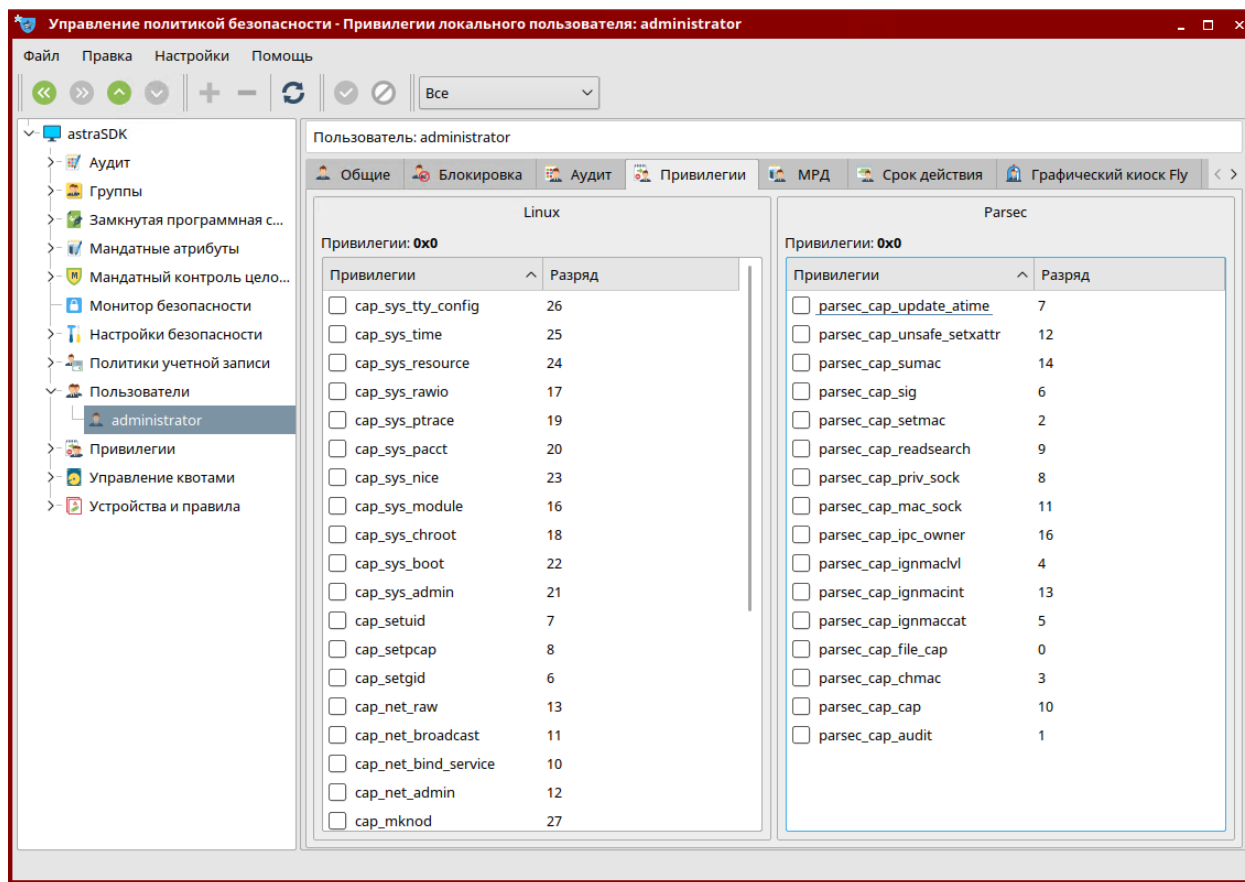 Управление политикой безопасности - Привилегии локального пользователя: administrator
Файл Правка Настройки Помощь
Все
astraSDK
Аудит
Группы
Замкнутая программная с...
Мандатные атрибуты
Мандатный контроль цело...
Монитор безопасности
Настройки безопасности
Политики учетной записи
Пользователи
administrator
Привилегии
Управление квотами
Устройства и правила
Пользователь: administrator
Общие Блокировка Аудит Привилегии МРД Срок действия Графический киоск Fly
Linux
Привилегии: 0x0
Привилегии Разряд
cap_sys_tty_config 26
cap_sys_time 25
cap_sys_resource 24
cap_sys_rawio 17
cap_sys_ptrace 19
cap_sys_pacct 20
cap_sys_nice 23
cap_sys_module 16
cap_sys_chroot 18
cap_sys_boot 22
cap_sys_admin 21
cap_setuid 7
cap_setpcap 8
cap_setgid 6
cap_net_raw 13
cap_net_broadcast 11
cap_net_bind_service 10
cap_net_admin 12
cap_mknod 27
Parsec
Привилегии: 0x0
Привилегии Разряд
parsec_cap_update_atime 7
parsec_cap_unsafe_setxattr 12
parsec_cap_sumac 14
parsec_cap_sig 6
parsec_cap_setmac 2
parsec_cap_readsearch 9
parsec_cap_priv_sock 8
parsec_cap_mac_sock 11
parsec_cap_ipc_owner 16
parsec_cap_ignmaclvl 4
parsec_cap_ignmacint 13
parsec_cap_ignmaccat 5
parsec_cap_file_cap 0
parsec_cap_chmac 3
parsec_cap_cap 10
parsec_cap_audit 1